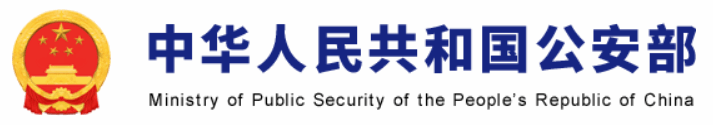 中华人民共和国公安部
Ministry of Public Security of the People's Republic of China